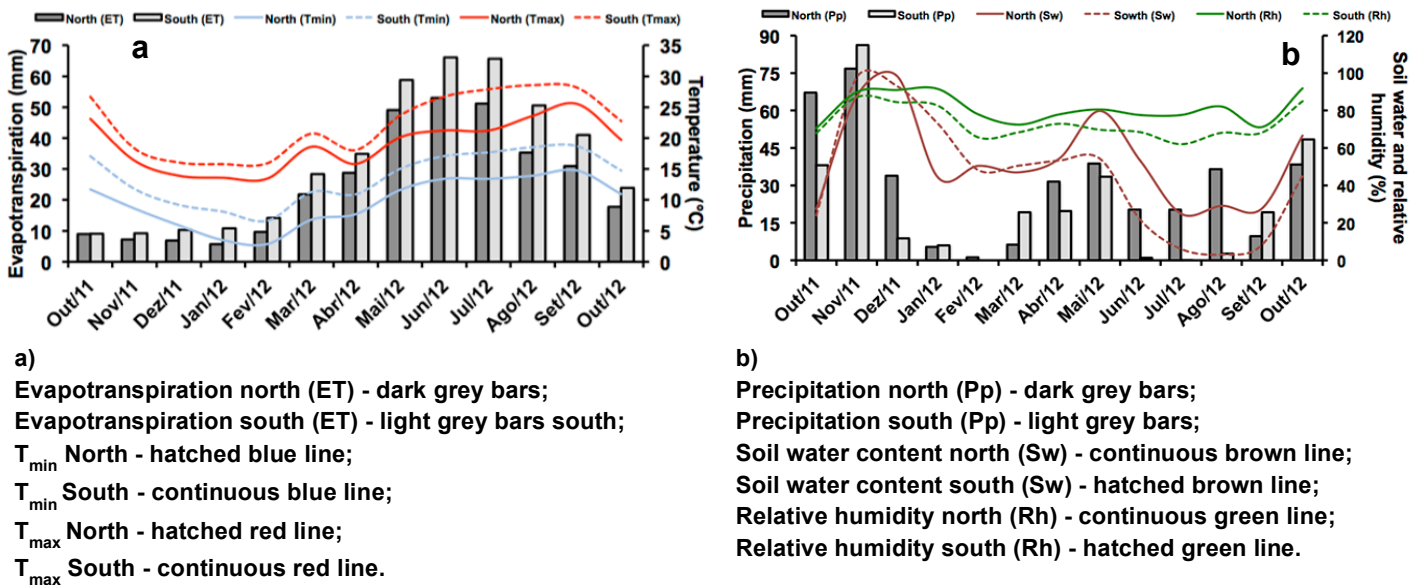 North (ET) South (ET) North (Tmin) South (Tmin) North (Tmax) South (Tmax)
a
Evapotranspiration (mm)
70
60
50
40
30
20
10
0
35
30
25
20
15
10
5
0
Temperature (°C)
Out/11 Nov/11 Dez/11 Jan/12 Fev/12 Mar/12 Abr/12 Mai/12 Jun/12 Jul/12 Ago/12 Set/12 Out/12
North (Pp) South (Pp) North (Sw) Sowth (Sw) North (Rh) South (Rh)
b
Precipitation (mm)
90
75
60
45
30
15
0
120
100
80
60
40
20
0
Soil water and relative
humidity (%)
Out/11 Nov/11 Dez/11 Jan/12 Fev/12 Mar/12 Abr/12 Mai/12 Jun/12 Jul/12 Ago/12 Set/12 Out/12
a)
Evapotranspiration north (ET) - dark grey bars;
Evapotranspiration south (ET) - light grey bars south;
Tmin North - hatched blue line;
Tmin South - continuous blue line;
Tmax North - hatched red line;
Tmax South - continuous red line.
b)
Precipitation north (Pp) - dark grey bars;
Precipitation south (Pp) - light grey bars;
Soil water content north (Sw) - continuous brown line;
Soil water content south (Sw) - hatched brown line;
Relative humidity north (Rh) - continuous green line;
Relative humidity south (Rh) - hatched green line.